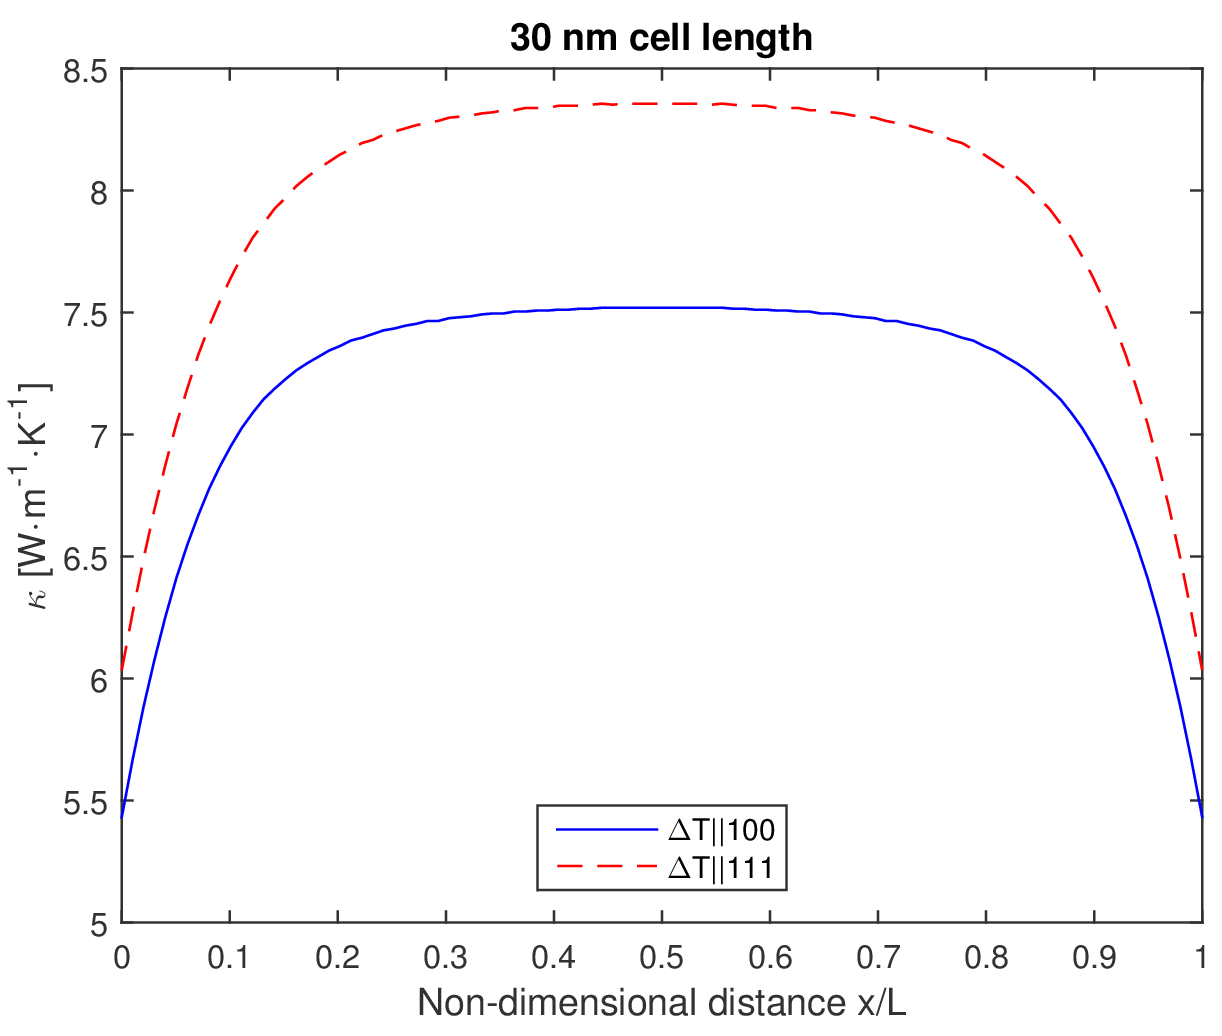 30 nm cell length
8.5
8
7.5
7
6.5
6
5.5
5
κ [W·m⁻¹·K⁻¹]
ΔT||100
ΔT||111
0 0.1 0.2 0.3 0.4 0.5 0.6 0.7 0.8 0.9 1
Non-dimensional distance x/L